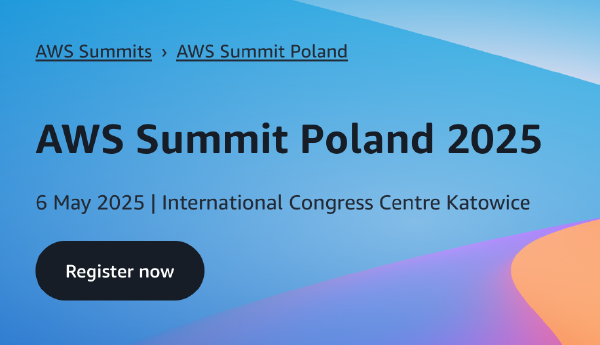 AWS Summits › AWS Summit Poland
AWS Summit Poland 2025
6 May 2025 | International Congress Centre Katowice
Register now